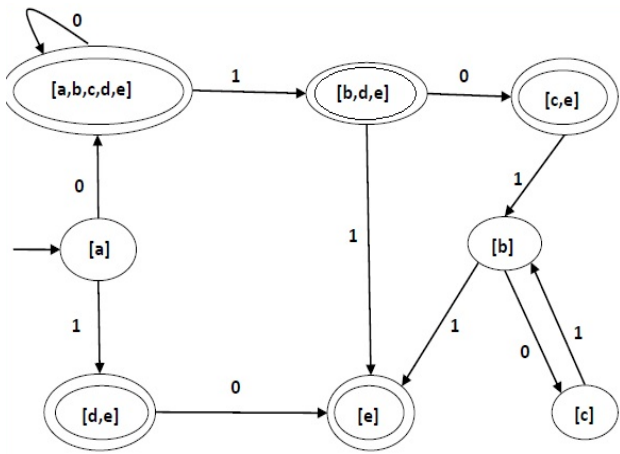 0
[a,b,c,d,e]
1
[b,d,e]
0
[c,e]
0
1
[a]
1
[b]
1
1
0
1
[d,e]
0
[e]
[c]